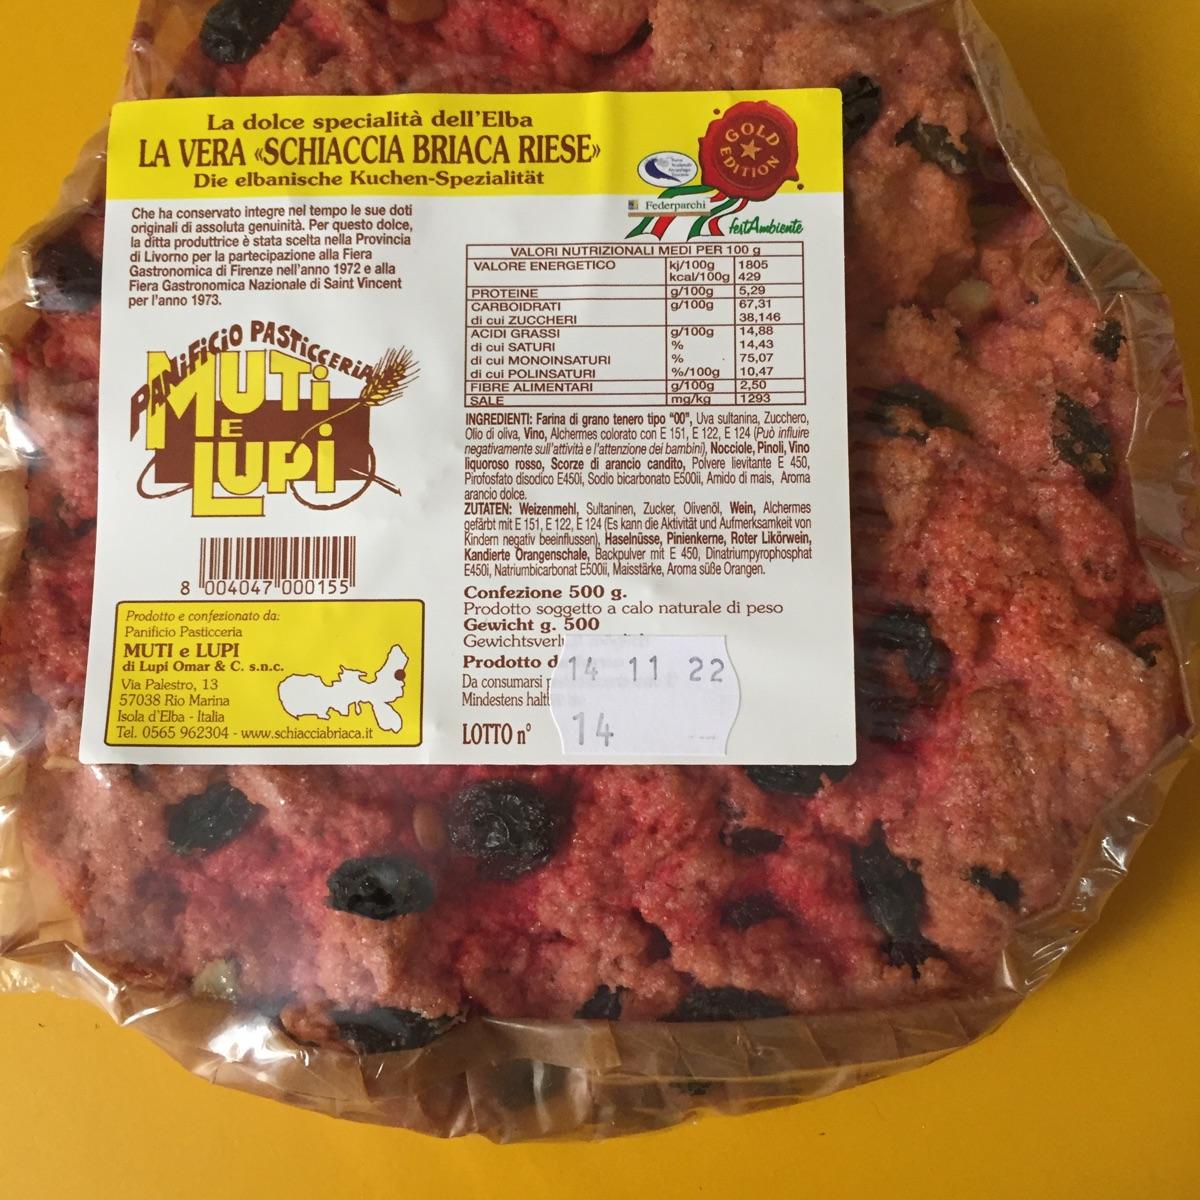 La dolce specialità dell'Elba
LA VERA «SCHIACCIA BRIACA RIESE»
Die elbanische Kuchen-Spezialität
GOLD
EDITION
Federparchi
festAmbiente
Che ha conservato integre nel tempo le sue doti
originali di assoluta genuinità. Per questo dolce,
la ditta produttrice è stata scelta nella Provincia
di Livorno per la partecipazione alla Fiera
Gastronomica di Firenze nell'anno 1972 e alla
Fiera Gastronomica Nazionale di Saint Vincent
per l'anno 1973.
PANiFiCiO PASTiCCERiA
MUTi
E
LUPi
8 004047 000155
Prodotto e confezionato da:
Panificio Pasticceria
MUTI e LUPI
di Lupi Omar & C. s.n.c.
Via Palestro, 13
57038 Rio Marina
Isola d'Elba - Italia
Tel. 0565 962304 - www.schiacciabriaca.it
VALORI NUTRIZIONALI MEDI PER 100 g
VALORE ENERGETICO kj/100g 1805
kcal/100g 429
PROTEINE g/100g 5,29
CARBOIDRATI g/100g 67,31
di cui ZUCCHERI 38,146
ACIDI GRASSI g/100g 14,88
di cui SATURI % 14,43
di cui MONOINSATURI % 75,07
di cui POLINSATURI %/100g 10,47
FIBRE ALIMENTARI g/100g 2,50
SALE mg/kg 1293
INGREDIENTI: Farina di grano tenero tipo "00", Uva sultanina, Zucchero,
Olio di oliva, Vino, Alchermes colorato con E 151, E 122, E 124 (Può influire
negativamente sull'attività e l'attenzione dei bambini), Nocciole, Pinoli, Vino
liquoroso rosso, Scorze di arancio candito, Polvere lievitante E 450,
Pirofosfato disodico E450i, Sodio bicarbonato E500ii, Amido di mais, Aroma
arancio dolce.
ZUTATEN: Weizenmehl, Sultaninen, Zucker, Olivenöl, Wein, Alchermes
gefärbt mit E 151, E 122, E 124 (Es kann die Aktivität und Aufmerksamkeit von
Kindern negativ beeinflussen), Haselnüsse, Pinienkerne, Roter Likörwein,
Kandierte Orangenschale, Backpulver mit E 450, Dinatriumpyrophosphat
E450i, Natriumbicarbonat E500ii, Maisstärke, Aroma süße Orangen.
Confezione 500 g.
Prodotto soggetto a calo naturale di peso
Gewicht g. 500
Gewichtsverl
Prodotto d
Da consumarsi
Mindestens halt
LOTTO n°
14 11 22
14